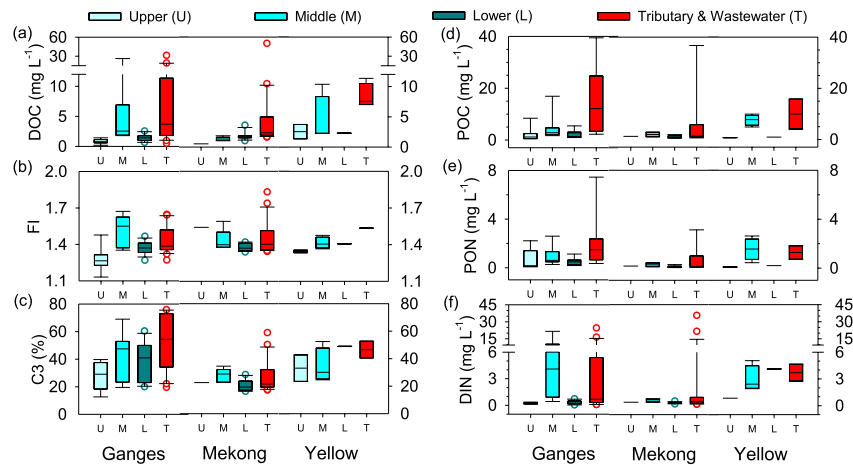 Upper (U) Middle (M) Lower (L) Tributary & Wastewater (T)
(a) 60 60 (d) 40 40
30 30
DOC (mg L⁻¹) POC (mg L⁻¹)
10 10 20 20
5 5
0 0 0 0
U M L T U M L T U M L T U M L T U M L T U M L T
(b) 2.0 2.0 (e) 8 8
FI PON (mg L⁻¹)
1.7 1.7 4 4
1.4 1.4
1.1 1.1 0 0
U M L T U M L T U M L T U M L T U M L T U M L T
(c) 80 80 (f) 45 45
30 30
15 15
C3 (%) DIN (mg L⁻¹)
60 60 6 6
40 40 3 3
20 20
0 0 0 0
U M L T U M L T U M L T U M L T U M L T U M L T
Ganges Mekong Yellow Ganges Mekong Yellow